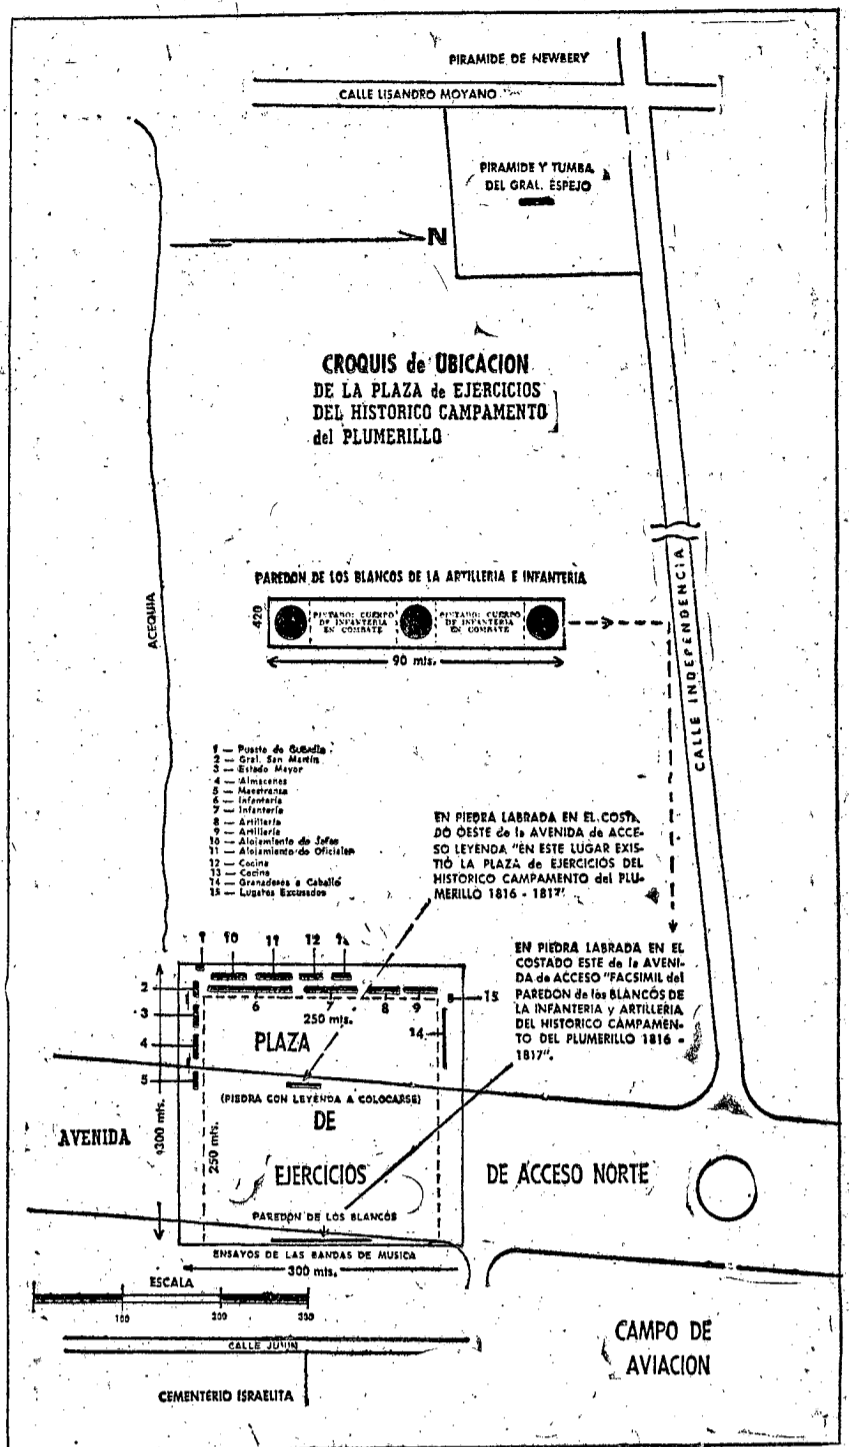 PIRAMIDE DE NEWBERY
CALLE LISANDRO MOYANO
PIRAMIDE Y TUMBA
DEL GRAL. ESPEJO
N
CROQUIS de UBICACION
DE LA PLAZA de EJERCICIOS
DEL HISTORICO CAMPAMENTO
del PLUMERILLO
ACEQUIA
CALLE INDEPENDENCIA
PAREDON DE LOS BLANCOS DE LA ARTILLERIA E INFANTERIA
420
PINTADO: CUERPO
DE INFANTERIA
EN COMBATE
PINTADO: CUERPO
DE INFANTERIA
EN COMBATE
90 mts.
1 — Puesto de Guardia
2 — Gral. San Martín
3 — Estado Mayor
4 — Almacenes
5 — Maestranza
6 — Infantería
7 — Infantería
8 — Artillería
9 — Artillería
10 — Alojamiento de Jefes
11 — Alojamiento de Oficiales
12 — Cocina
13 — Cocina
14 — Granaderos a Caballo
15 — Lugares Excusados
EN PIEDRA LABRADA EN EL COSTA
DO OESTE de la AVENIDA de ACCE-
SO LEYENDA "EN ESTE LUGAR EXIS-
TIÓ LA PLAZA de EJERCICIOS DEL
HISTORICO CAMPAMENTO del PLU-
MERILLO 1816 - 1817".
EN PIEDRA LABRADA EN EL
COSTADO ESTE de la AVENI-
DA de ACCESO "FACSIMIL del
PAREDON de los BLANCOS DE
LA INFANTERIA y ARTILLERIA
DEL HISTORICO CAMPAMEN-
TO DEL PLUMERILLO 1816 -
1817".
1 10 11 12
2
3
4
5
6 7 8 9
15
14
250 mts.
PLAZA
(PIEDRA CON LEYENDA A COLOCARSE)
DE
EJERCICIOS
250 mts.
300 mts.
AVENIDA
DE ACCESO NORTE
PAREDON DE LOS BLANCOS
ENSAYOS DE LAS BANDAS DE MUSICA
300 mts.
ESCALA
100 200 300
CALLE JUNIN
CEMENTERIO ISRAELITA
CAMPO DE
AVIACION